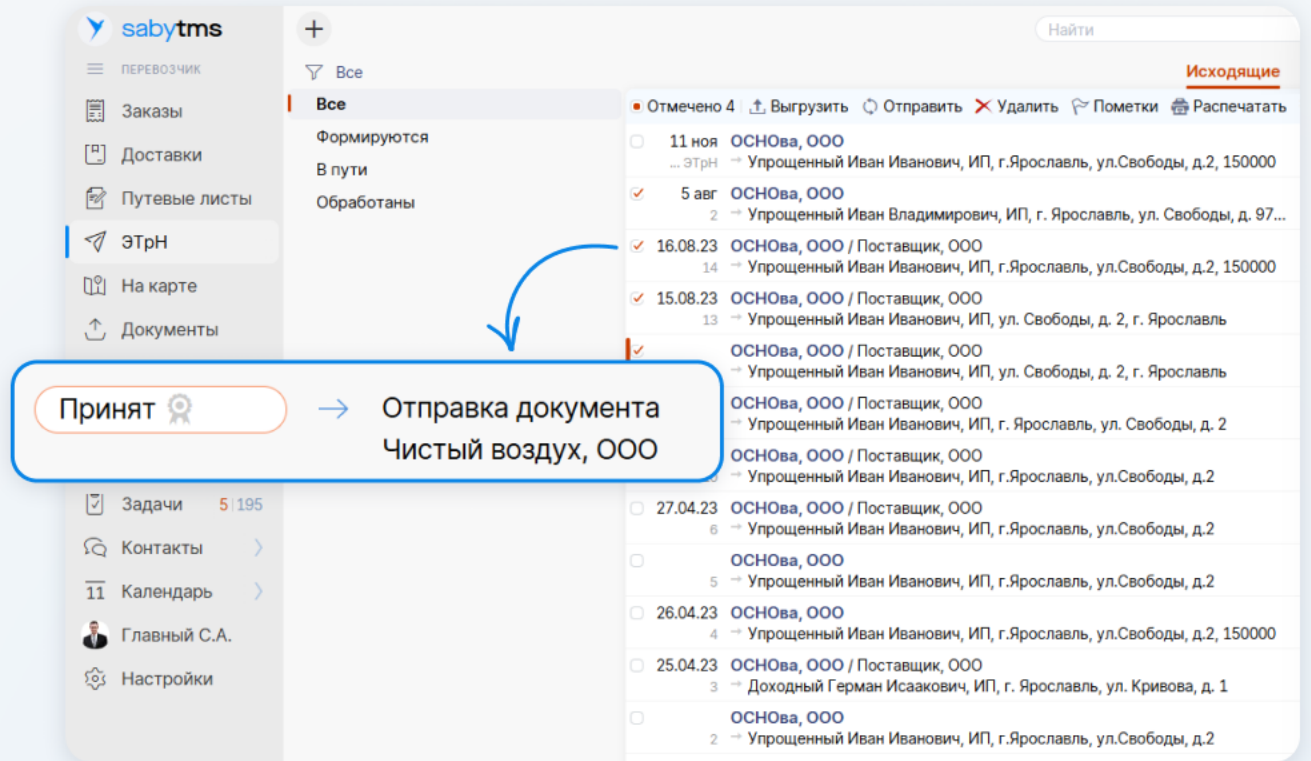 sabytms
ПЕРЕВОЗЧИК
Заказы
Доставки
Путевые листы
ЭТрН
На карте
Документы
Задачи 5 195
Контакты
11 Календарь
Главный С.А.
Настройки
+
Все
Все
Формируются
В пути
Обработаны
Принят → Отправка документа
Чистый воздух, ООО
Найти
Исходящие
Отмечено 4 Выгрузить Отправить Удалить Пометки Распечатать
11 ноя ОСНОва, ООО
... ЭТрН → Упрощенный Иван Иванович, ИП, г.Ярославль, ул.Свободы, д.2, 150000
5 авг ОСНОва, ООО
2 → Упрощенный Иван Владимирович, ИП, г. Ярославль, ул. Свободы, д. 97...
16.08.23 ОСНОва, ООО / Поставщик, ООО
14 → Упрощенный Иван Иванович, ИП, г.Ярославль, ул.Свободы, д.2, 150000
15.08.23 ОСНОва, ООО / Поставщик, ООО
13 → Упрощенный Иван Иванович, ИП, ул. Свободы, д. 2, г. Ярославль
ОСНОва, ООО / Поставщик, ООО
→ Упрощенный Иван Иванович, ИП, ул. Свободы, д. 2, г. Ярославль
ОСНОва, ООО / Поставщик, ООО
→ Упрощенный Иван Иванович, ИП, г. Ярославль, ул. Свободы, д. 2
ОСНОва, ООО / Поставщик, ООО
→ Упрощенный Иван Иванович, ИП, г.Ярославль, ул.Свободы, д.2
27.04.23 ОСНОва, ООО / Поставщик, ООО
6 → Упрощенный Иван Иванович, ИП, г.Ярославль, ул.Свободы, д.2
ОСНОва, ООО
5 → Упрощенный Иван Иванович, ИП, г.Ярославль, ул.Свободы, д.2
26.04.23 ОСНОва, ООО
4 → Упрощенный Иван Иванович, ИП, г.Ярославль, ул.Свободы, д.2, 150000
25.04.23 ОСНОва, ООО / Поставщик, ООО
3 → Доходный Герман Исаакович, ИП, г. Ярославль, ул. Кривова, д. 1
ОСНОва, ООО
2 → Упрощенный Иван Иванович, ИП, г.Ярославль, ул.Свободы, д.2